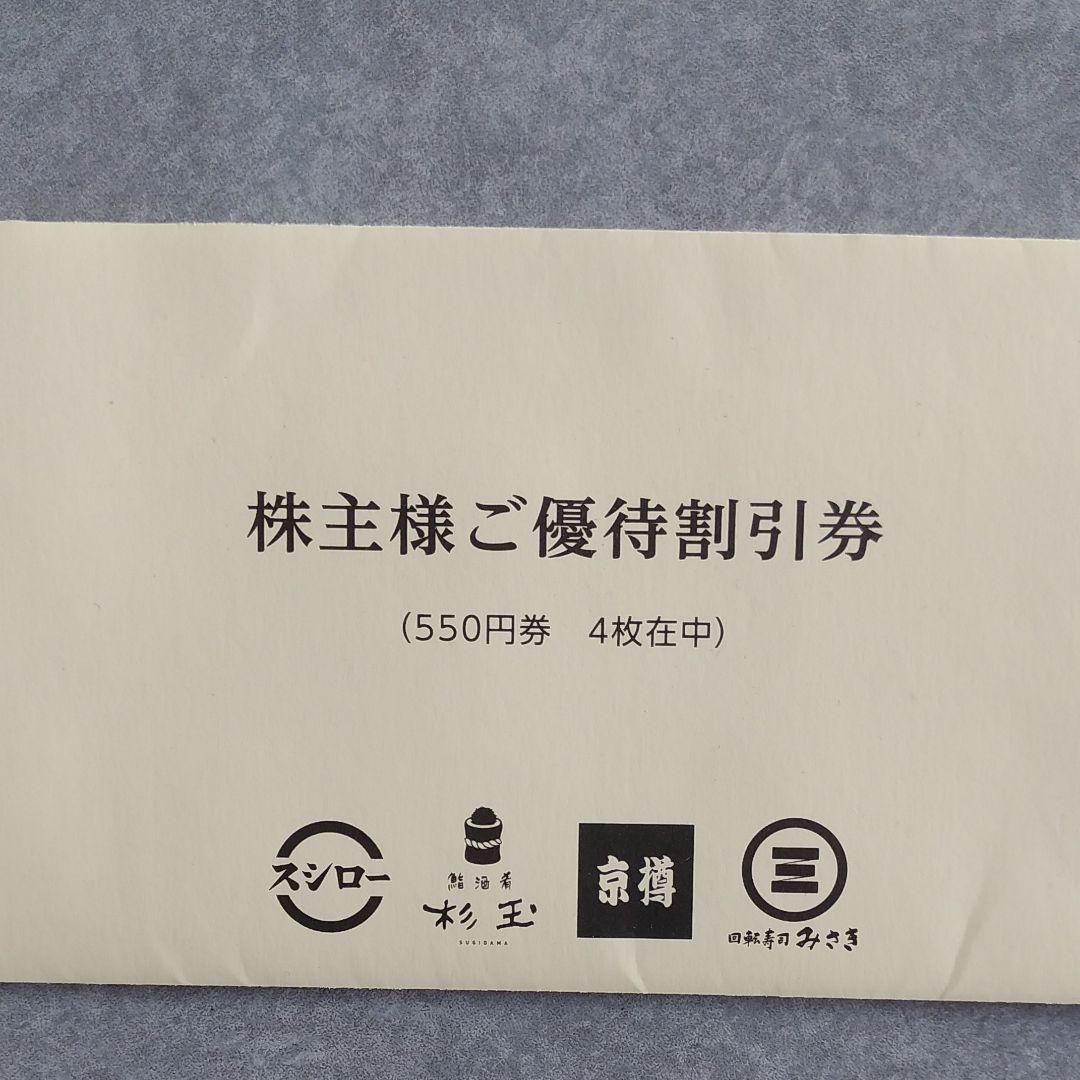 株主様ご優待割引券
(550円券 4枚在中)
スシロー
鮨 酒 肴
杉玉
SUGIDAMA
京樽
回転寿司 みさき